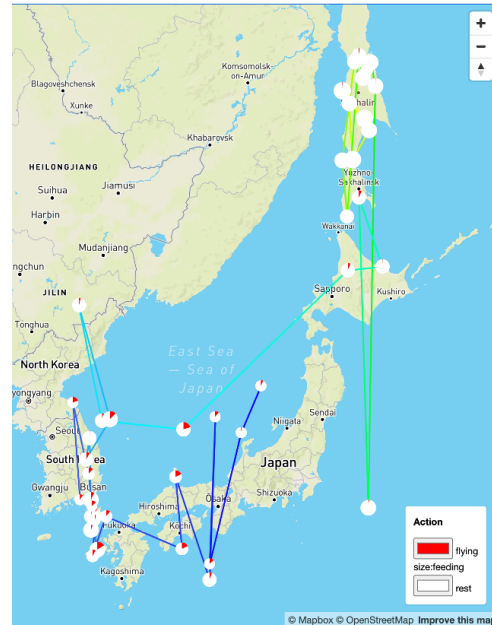 Komsomolsk-
on-Amur
Blagoveshchensk
Xunke
Khabarovsk
HEILONGJIANG
Suihua
Jiamusi
Harbin
Yuzhno-
Sakhalinsk
Wakkanai
Mudanjiang
ngchun
JILIN
Sapporo
Kushiro
Tonghua
East Sea
— Sea of
Japan
North Korea
yongyang
Sendai
Niigata
Seou
South Korea
Japan
Gwangju
Busan
Hiroshima
Osaka
Shizuoka
Kochi
Fukuoka
Kagoshima
Action
flying
size:feeding
rest
© Mapbox © OpenStreetMap Improve this map